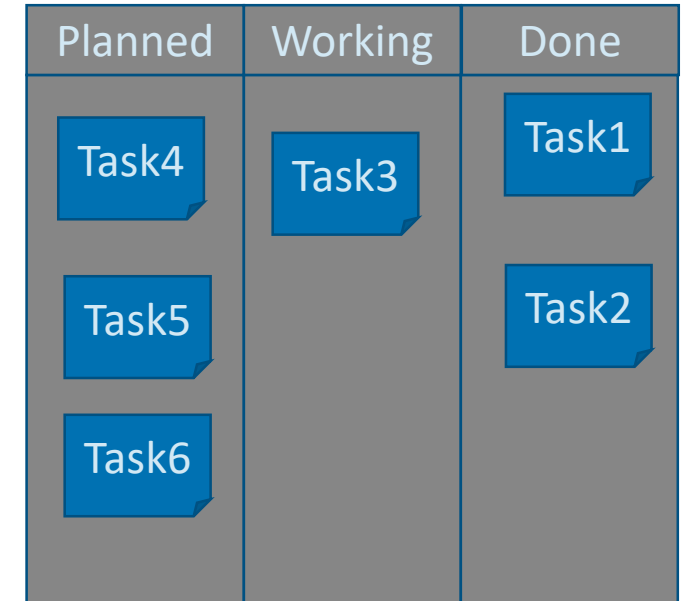 Planned
Working
Done
Task4
Task5
Task6
Task3
Task1
Task2